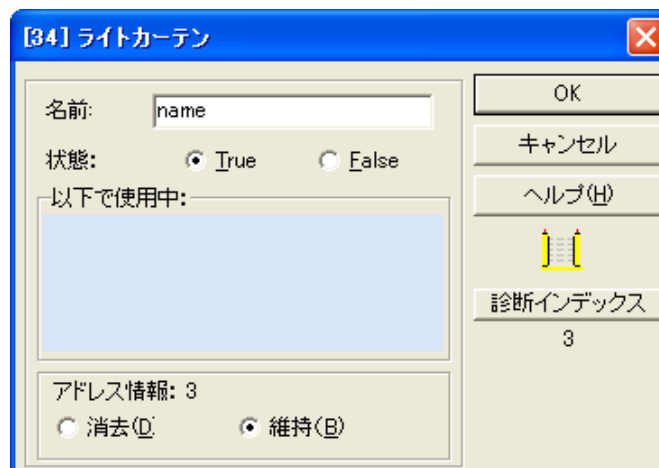 [34] ライトカーテン
名前: name
状態: True False
以下で使用中:
アドレス情報: 3
消去(D) 維持(B)
OK
キャンセル
ヘルプ(H)
診断インデックス
3